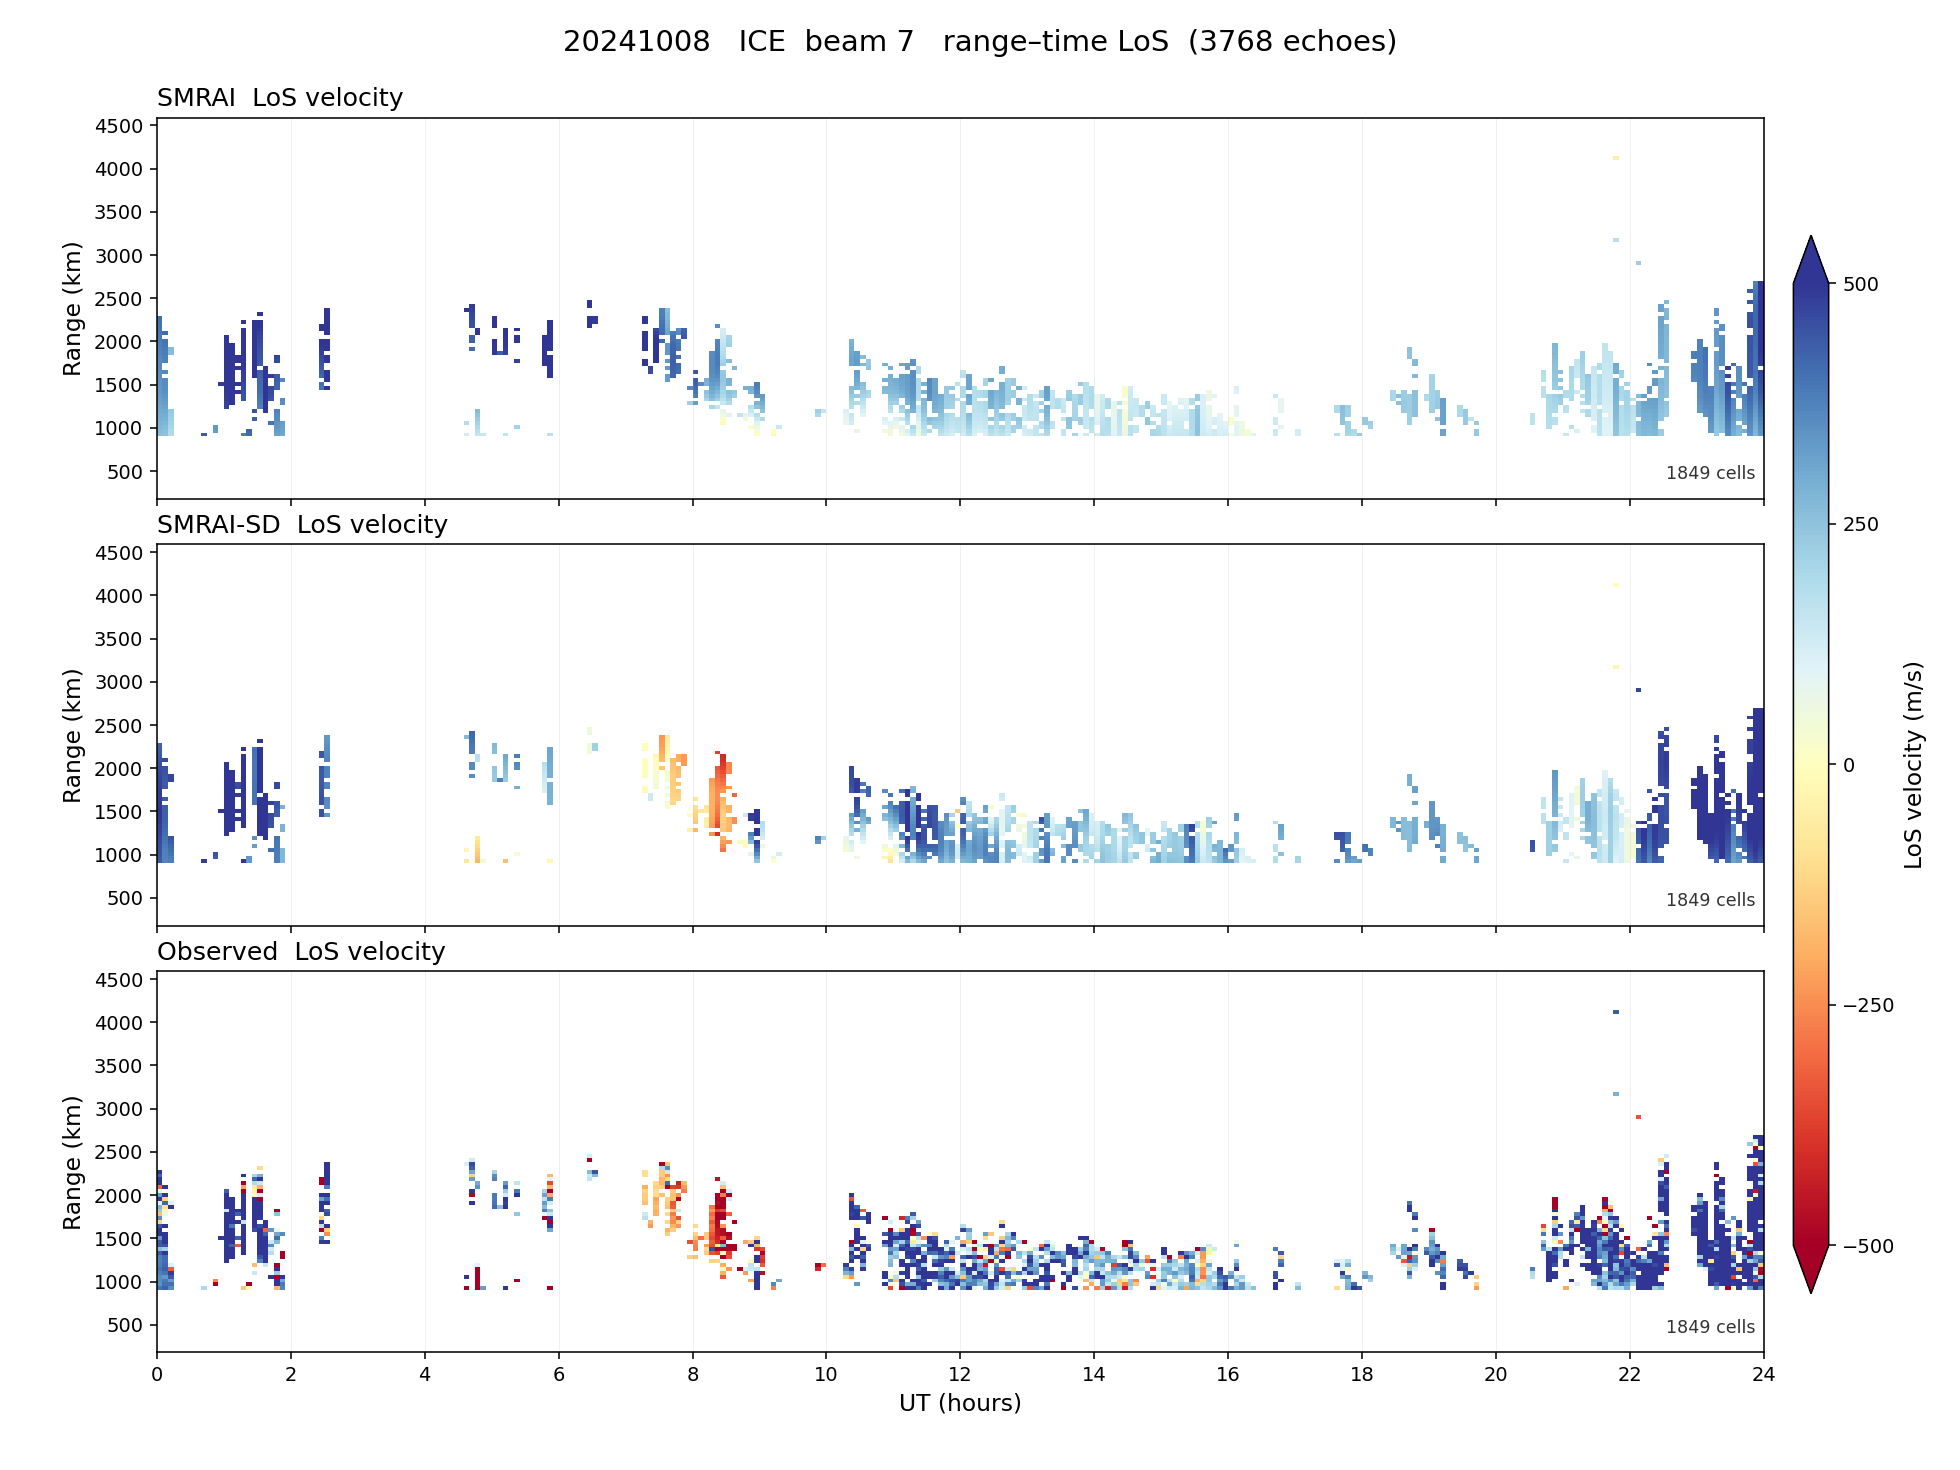 20241008 ICE beam 7 range–time LoS (3768 echoes)
SMRAI LoS velocity
4500
4000
3500
3000
2500
2000
1500
1000
500
Range (km)
1849 cells
SMRAI-SD LoS velocity
4500
4000
3500
3000
2500
2000
1500
1000
500
Range (km)
1849 cells
Observed LoS velocity
4500
4000
3500
3000
2500
2000
1500
1000
500
Range (km)
1849 cells
0 2 4 6 8 10 12 14 16 18 20 22 24
UT (hours)
500
250
0
−250
−500
LoS velocity (m/s)